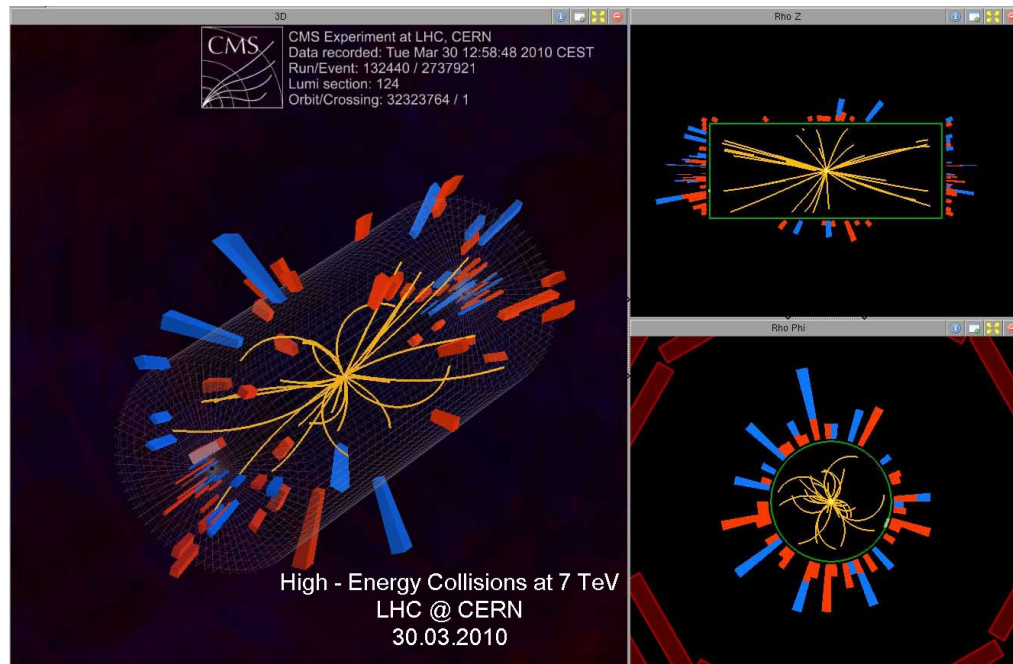 3D
CMS
CMS Experiment at LHC, CERN
Data recorded: Tue Mar 30 12:58:48 2010 CEST
Run/Event: 132440 / 2737921
Lumi section: 124
Orbit/Crossing: 32323764 / 1
High - Energy Collisions at 7 TeV
LHC @ CERN
30.03.2010
Rho Z
Rho Phi